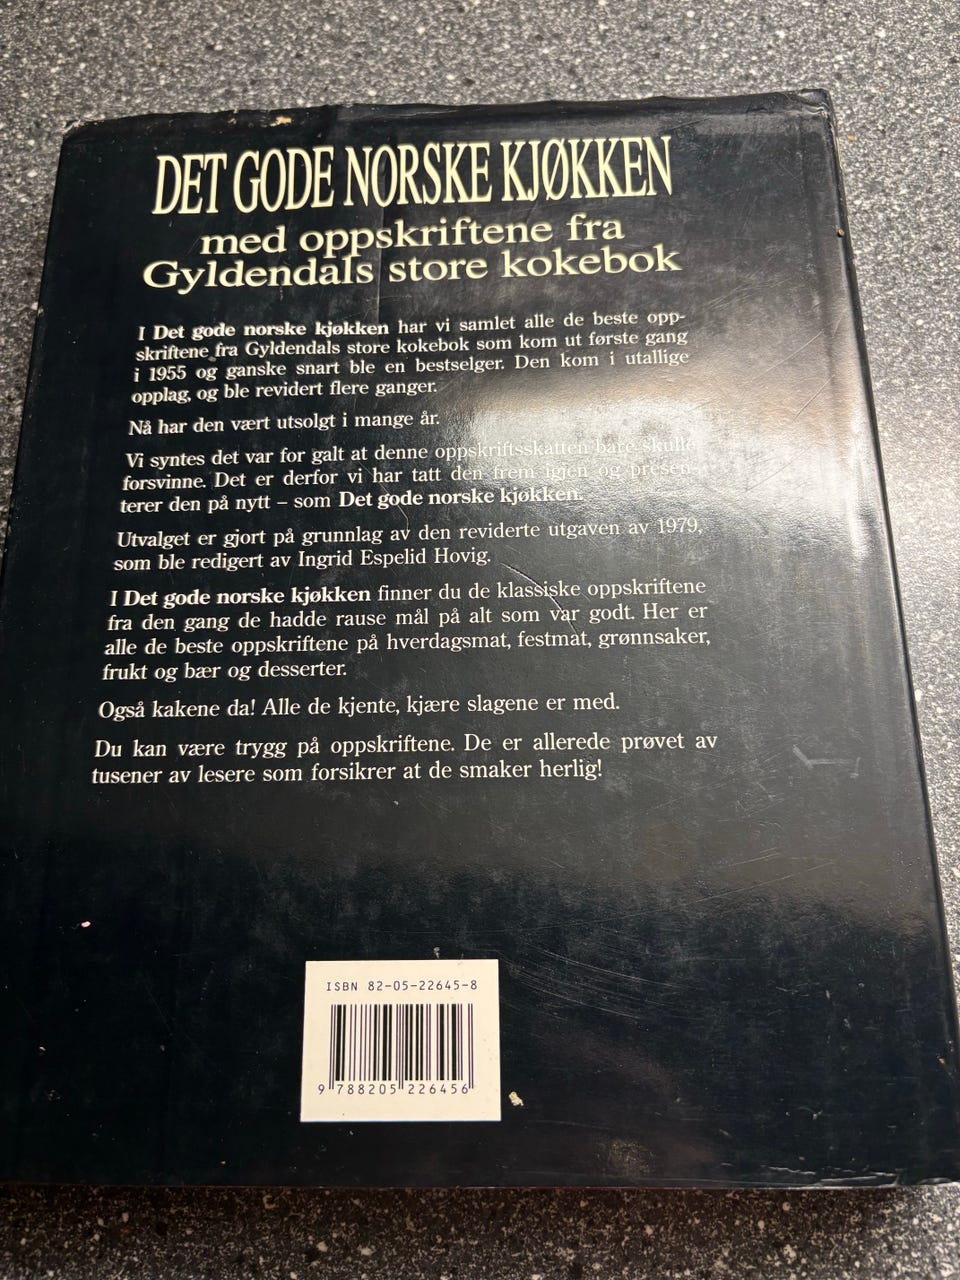 DET GODE NORSKE KJØKKEN
med oppskriftene fra
Gyldendals store kokebok
I Det gode norske kjøkken har vi samlet alle de beste opp-
skriftene fra Gyldendals store kokebok som kom ut første gang
i 1955 og ganske snart ble en bestselger. Den kom i utallige
opplag, og ble revidert flere ganger.
Nå har den vært utsolgt i mange år.
Vi syntes det var for galt at denne oppskriftsskatten bare skulle
forsvinne. Det er derfor vi har tatt den frem igjen og presen-
terer den på nytt – som Det gode norske kjøkken.
Utvalget er gjort på grunnlag av den reviderte utgaven av 1979,
som ble redigert av Ingrid Espelid Hovig.
I Det gode norske kjøkken finner du de klassiske oppskriftene
fra den gang de hadde rause mål på alt som var godt. Her er
alle de beste oppskriftene på hverdagsmat, festmat, grønnsaker,
frukt og bær og desserter.
Også kakene da! Alle de kjente, kjære slagene er med.
Du kan være trygg på oppskriftene. De er allerede prøvet av
tusener av lesere som forsikrer at de smaker herlig!
ISBN 82-05-22645-8
9 788205 226456